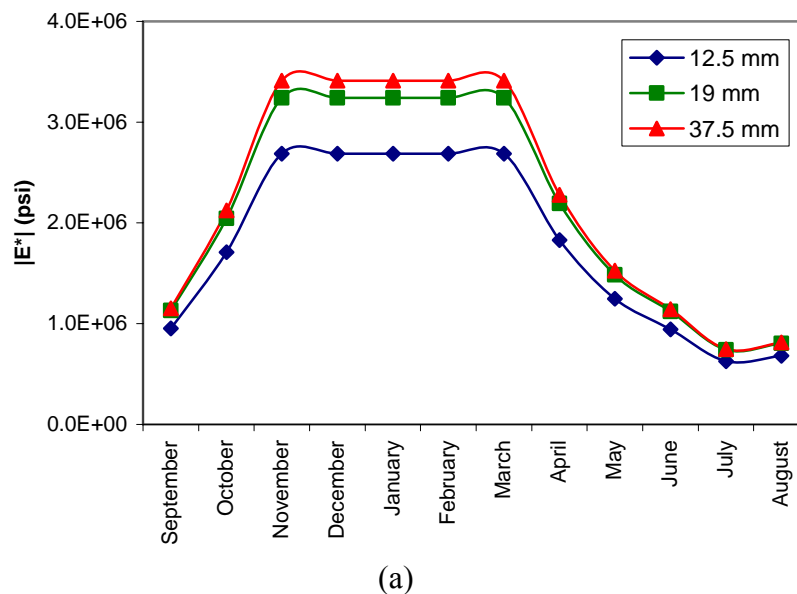 4.0E+06
3.0E+06
2.0E+06
1.0E+06
0.0E+00
|E*| (psi)
12.5 mm
19 mm
37.5 mm
September
October
November
December
January
February
March
April
May
June
July
August
(a)